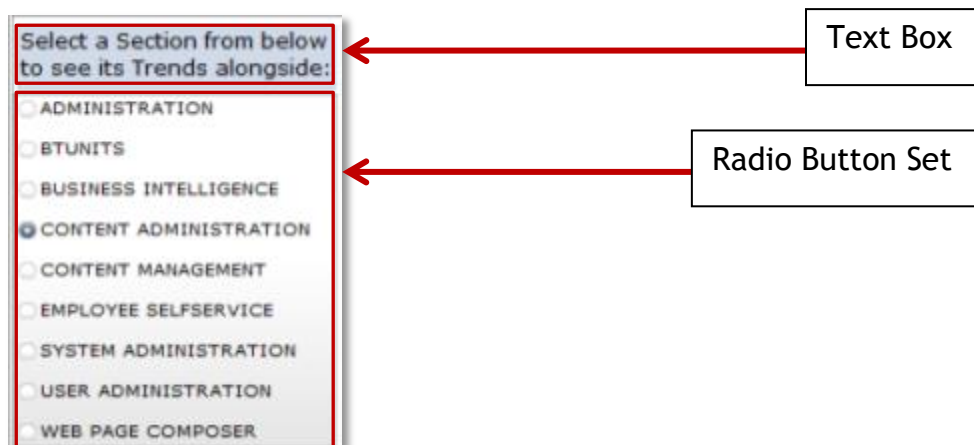 Select a Section from below
to see its Trends alongside:
Text Box
ADMINISTRATION
BTUNITS
Radio Button Set
BUSINESS INTELLIGENCE
CONTENT ADMINISTRATION
CONTENT MANAGEMENT
EMPLOYEE SELFSERVICE
SYSTEM ADMINISTRATION
USER ADMINISTRATION
WEB PAGE COMPOSER